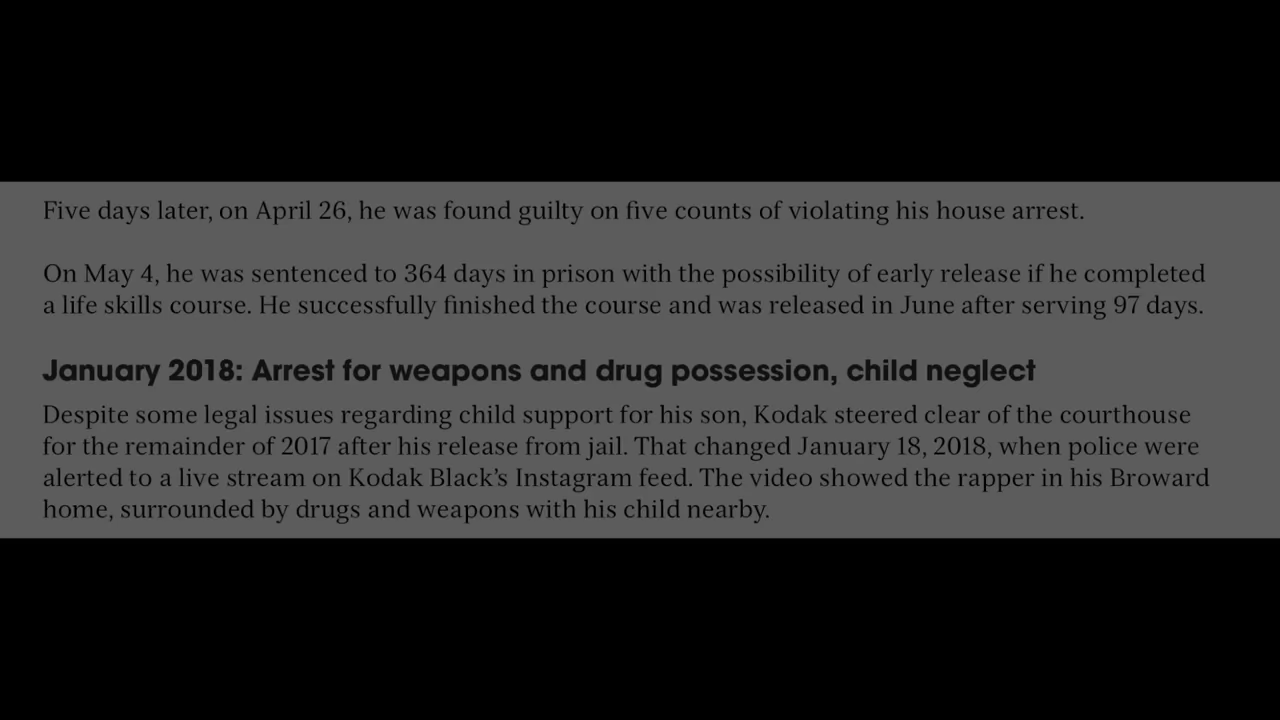 Five days later, on April 26, he was found guilty on five counts of violating his house arrest.
On May 4, he was sentenced to 364 days in prison with the possibility of early release if he completed
a life skills course. He successfully finished the course and was released in June after serving 97 days.
January 2018: Arrest for weapons and drug possession, child neglect
Despite some legal issues regarding child support for his son, Kodak steered clear of the courthouse
for the remainder of 2017 after his release from jail. That changed January 18, 2018, when police were
alerted to a live stream on Kodak Black’s Instagram feed. The video showed the rapper in his Broward
home, surrounded by drugs and weapons with his child nearby.